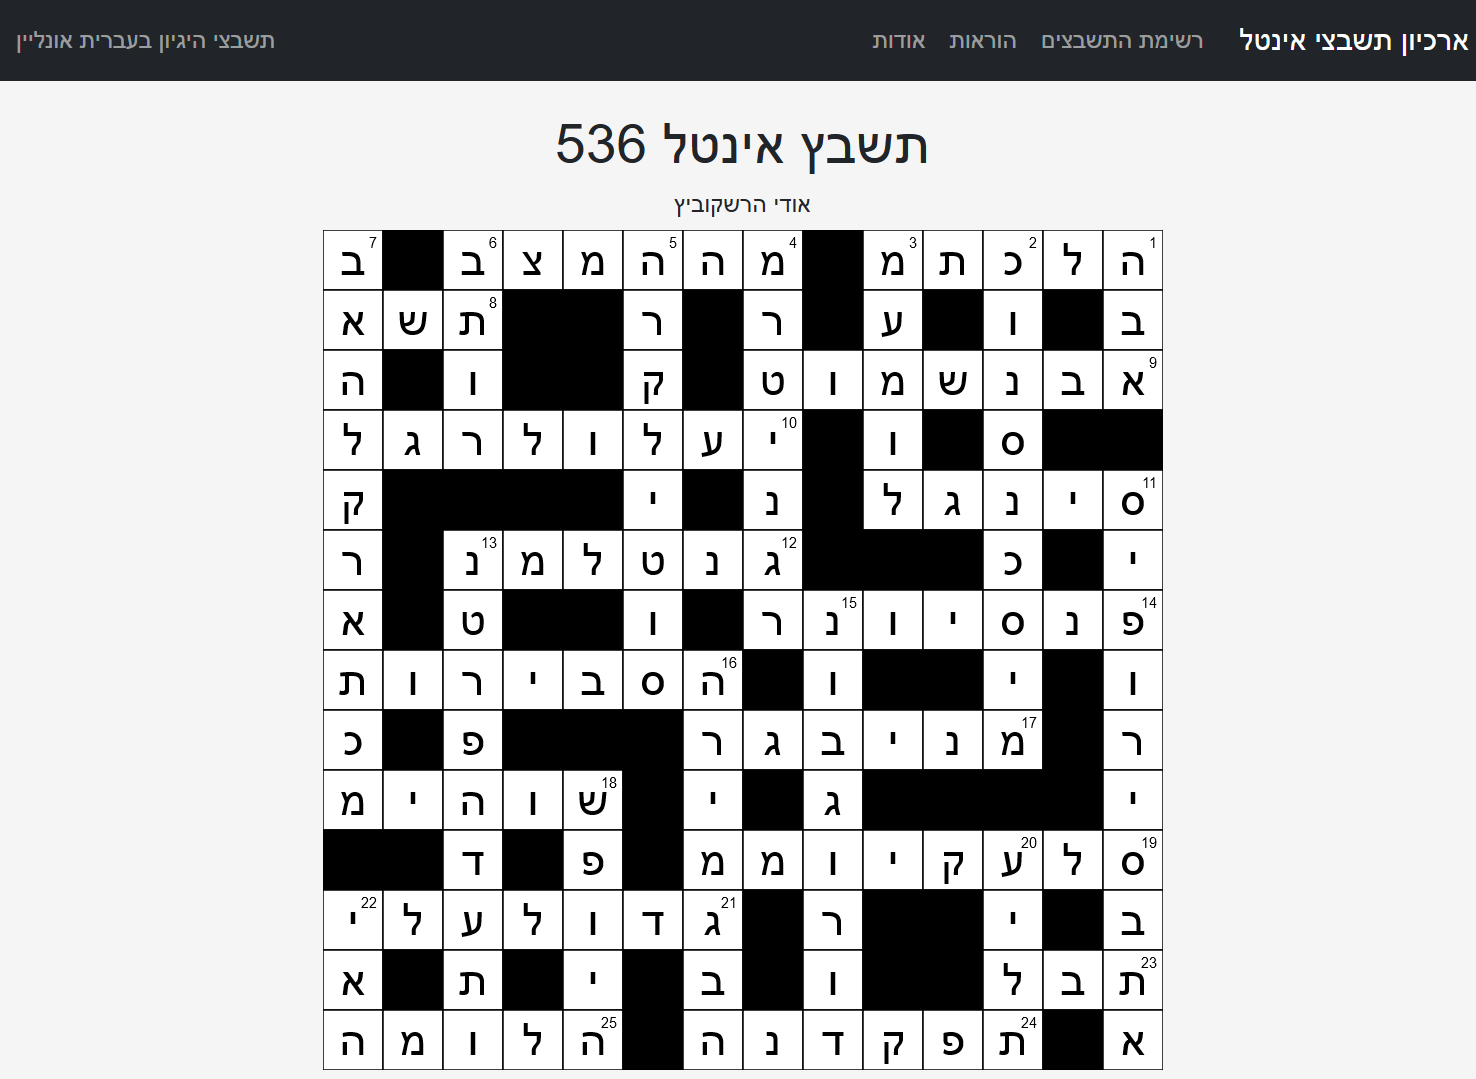 ארכיון תשבצי אינטל רשימת התשבצים הוראות אודות תשבצי היגיון בעברית אונליין
תשבץ אינטל 536
אודי הרשקוביץ
1 ה ל 2 כ ת 3 מ 4 מ ה 5 ה מ צ 6 ב 7 ב
ב ו ע ר ר 8 ת ש א
9 א ב נ ש מ ו ט ק ו ה
ס ו 10 י ע ל ו ל ר ג ל
11 ס י נ ג ל נ י ק
י כ 12 ג נ ט ל מ 13 נ ר
14 פ נ ס י ו 15 נ ר ו ט א
ו י ו 16 ה ס ב י ר ו ת
ר 17 מ נ י ב ג ר פ כ
י ג י 18 ש ו ה י מ
19 ס ל 20 ע ק י ו מ מ פ ד
ב י ר 21 ג ד ו ל ע ל 22 י
23 ת ב ל ו ב י ת א
א 24 ת פ ק ד נ ה 25 ה ל ו מ ה